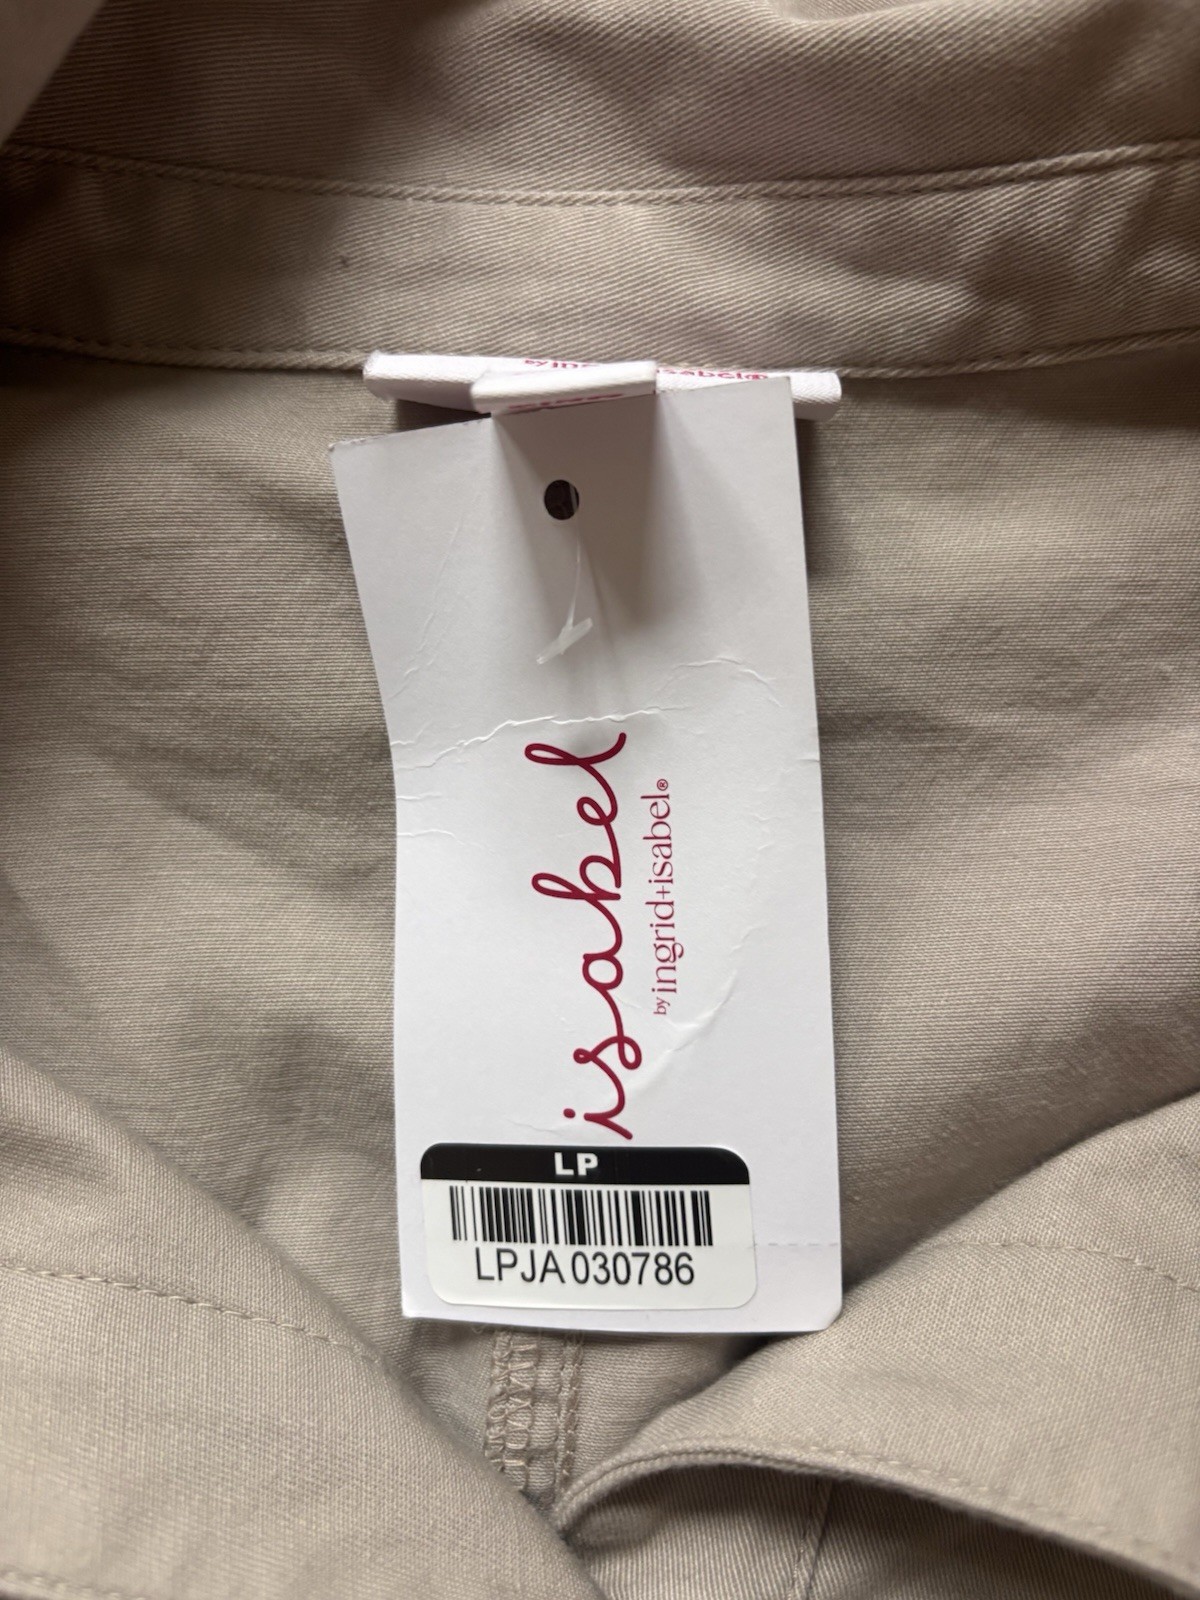 isabel
by ingrid+isabel®
LP
LPJA 030786